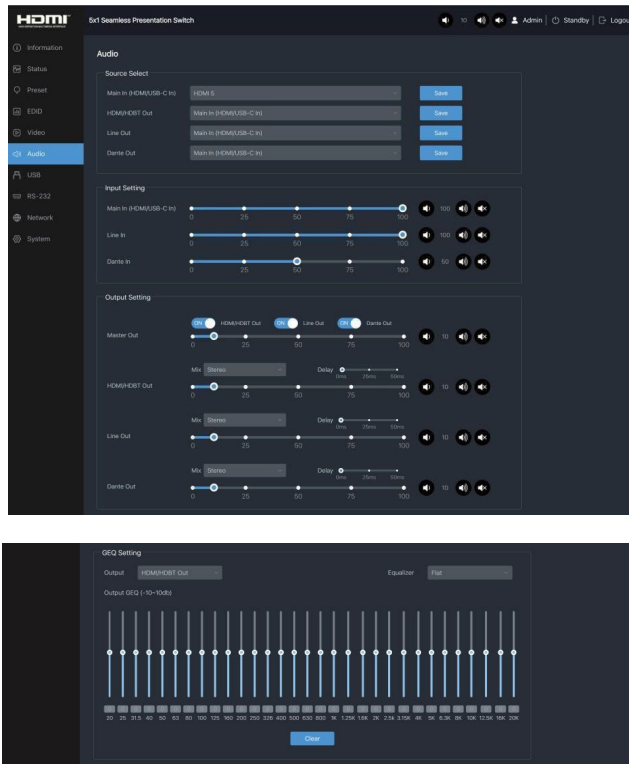 HDMI
5x1 Seamless Presentation Switch
10
Admin
Standby
Logou
Information
Status
Preset
EDID
Video
Audio
USB
RS-232
Network
System
Audio
Source Select
Main In (HDMI/USB-C In) HDMI 5 Save
HDMI/HDBT Out Main In (HDMI/USB-C In) Save
Line Out Main In (HDMI/USB-C In) Save
Dante Out Main In (HDMI/USB-C In) Save
Input Setting
Main In (HDMI/USB-C In) 100
0 25 50 75 100
Line In 100
0 25 50 75 100
Dante In 50
0 25 50 75 100
Output Setting
ON HDMI/HDBT Out ON Line Out ON Dante Out
Master Out 10
0 25 50 75 100
Mix Stereo Delay
0ms 25ms 50ms
HDMI/HDBT Out 10
0 25 50 75 100
Mix Stereo Delay
0ms 25ms 50ms
Line Out 10
0 25 50 75 100
Mix Stereo Delay
0ms 25ms 50ms
Dante Out 10
0 25 50 75 100
GEQ Setting
Output HDMI/HDBT Out Equalizer Flat
Output GEQ (-10~10db)
20 25 31.5 40 50 63 80 100 125 160 200 250 326 400 500 630 800 1K 1.25K 1.6K 2K 2.5k 3.15K 4K 5K 6.3K 8K 10K 12.5K 16K 20K
Clear